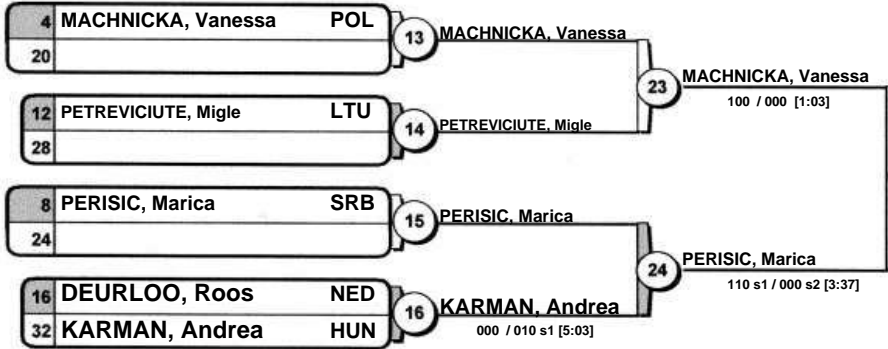 4 MACHNICKA, Vanessa POL
20
13
MACHNICKA, Vanessa
12 PETREVICIUTE, Migle LTU
28
14
PETREVICIUTE, Migle
23
MACHNICKA, Vanessa
100 / 000 [1:03]
8 PERISIC, Marica SRB
24
15
PERISIC, Marica
16 DEURLOO, Roos NED
32 KARMAN, Andrea HUN
16
KARMAN, Andrea
000 / 010 s1 [5:03]
24
PERISIC, Marica
110 s1 / 000 s2 [3:37]